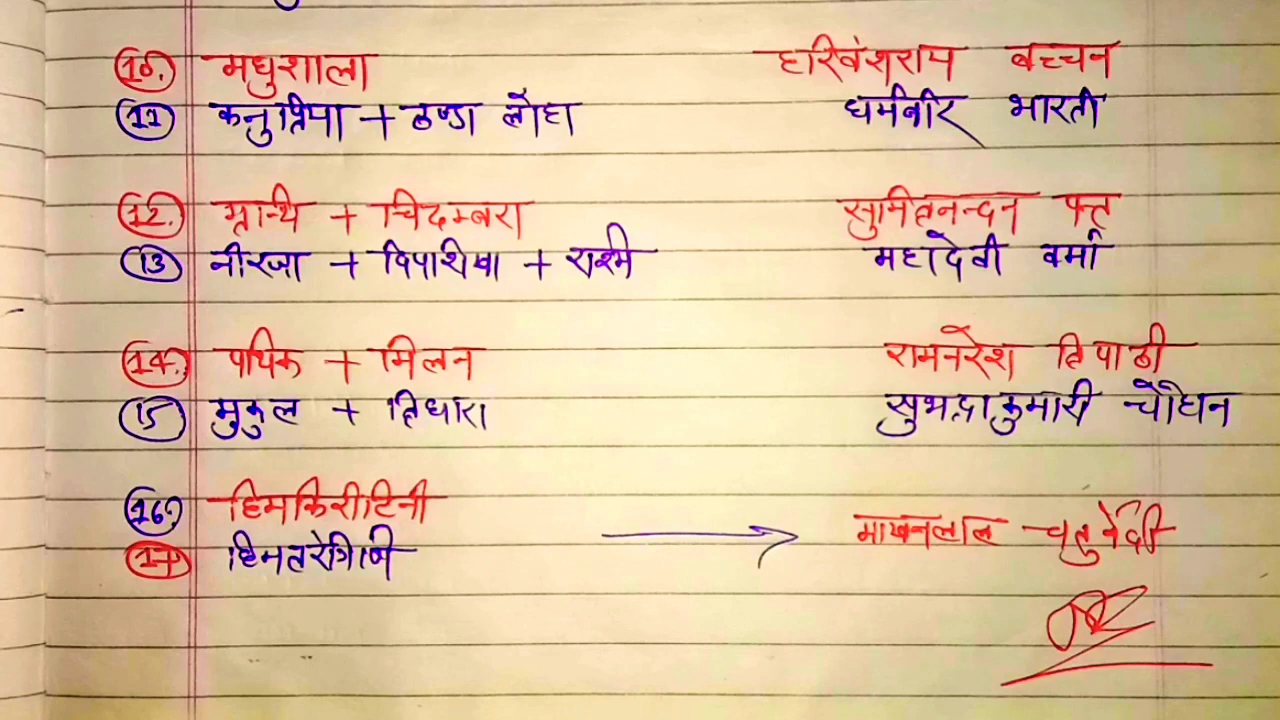 10. मधुशाला हरिवंशराय बच्चन
11 कनुप्रिया + ठण्डा लोहा धर्मवीर भारती
12. ग्रन्थि + चिदम्बरा सुमित्रनन्दन पन्त
13 नीरजा + दिपशिखा + रश्मि महादेवी वर्मा
14. पथिक + मिलन रामनरेश त्रिपाठी
15 मुकुल + त्रिधारा सुभद्राकुमारी चौहान
16. हिमकिरीटिनी
17 हिमतरंगिणी → माखनलाल चतुर्वेदी